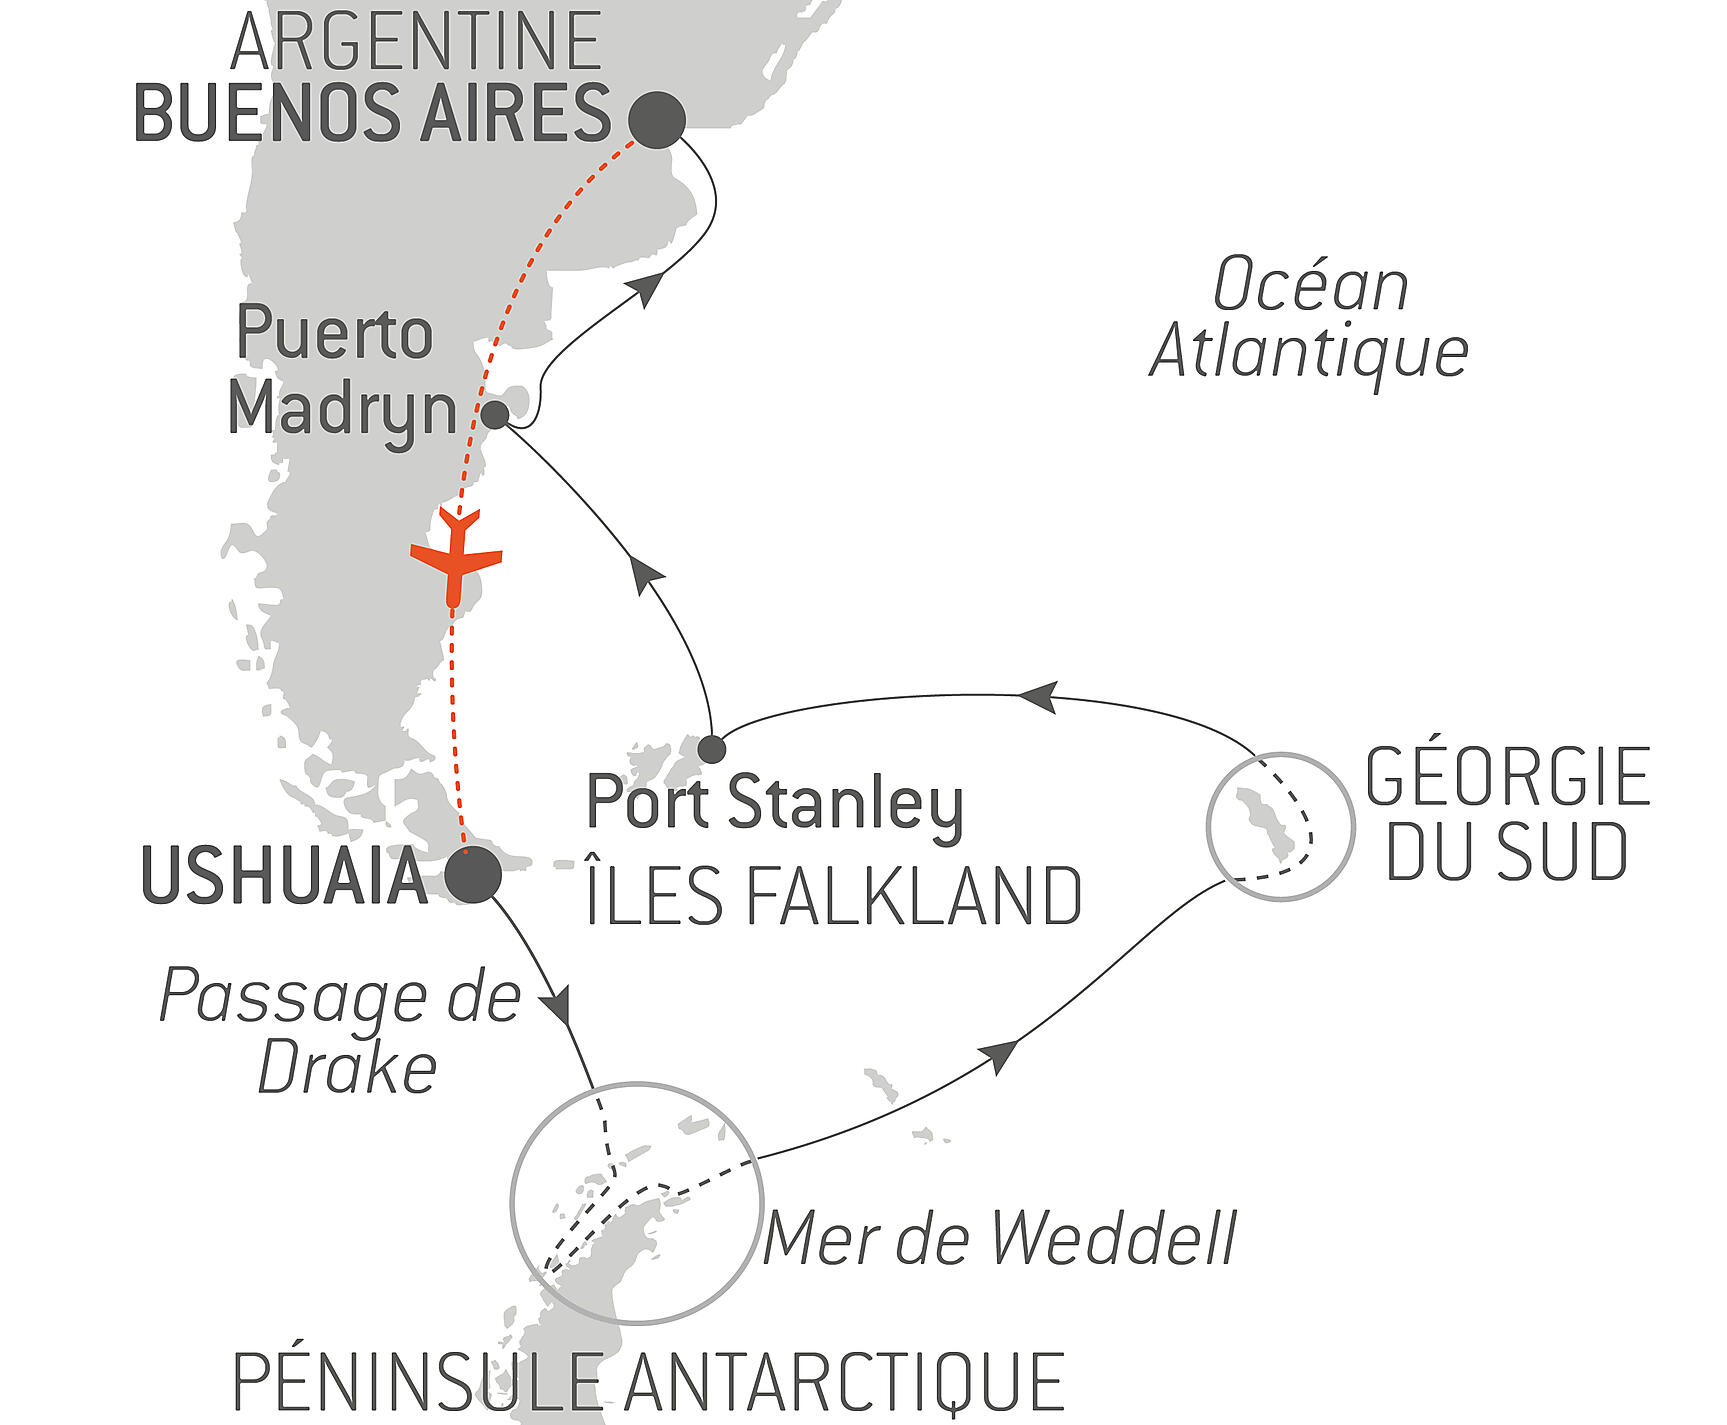 ARGENTINE
BUENOS AIRES
Océan
Atlantique
Puerto
Madryn
Port Stanley
ÎLES FALKLAND
GÉORGIE
DU SUD
USHUAIA
Passage de
Drake
Mer de Weddell
PÉNINSULE ANTARCTIQUE